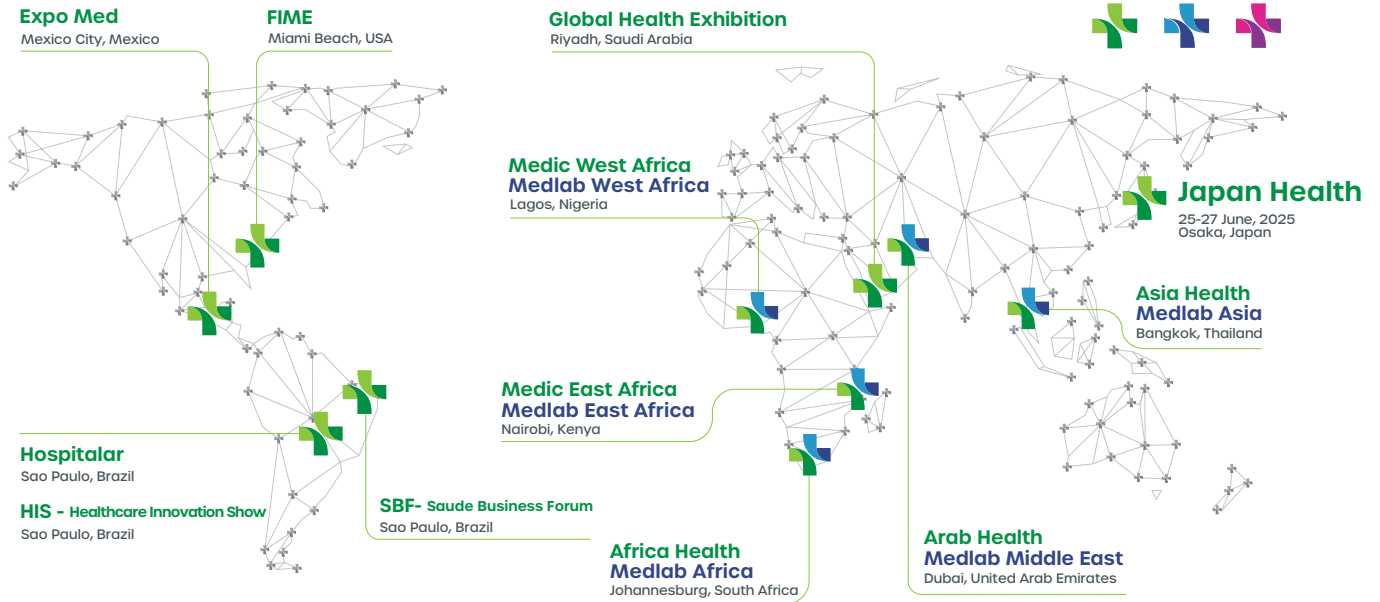 Expo Med
Mexico City, Mexico
FIME
Miami Beach, USA
Global Health Exhibition
Riyadh, Saudi Arabia
Medic West Africa
Medlab West Africa
Lagos, Nigeria
Japan Health
25-27 June, 2025
Osaka, Japan
Asia Health
Medlab Asia
Bangkok, Thailand
Medic East Africa
Medlab East Africa
Nairobi, Kenya
Hospitalar
Sao Paulo, Brazil
HIS - Healthcare Innovation Show
Sao Paulo, Brazil
SBF- Saude Business Forum
Sao Paulo, Brazil
Africa Health
Medlab Africa
Johannesburg, South Africa
Arab Health
Medlab Middle East
Dubai, United Arab Emirates